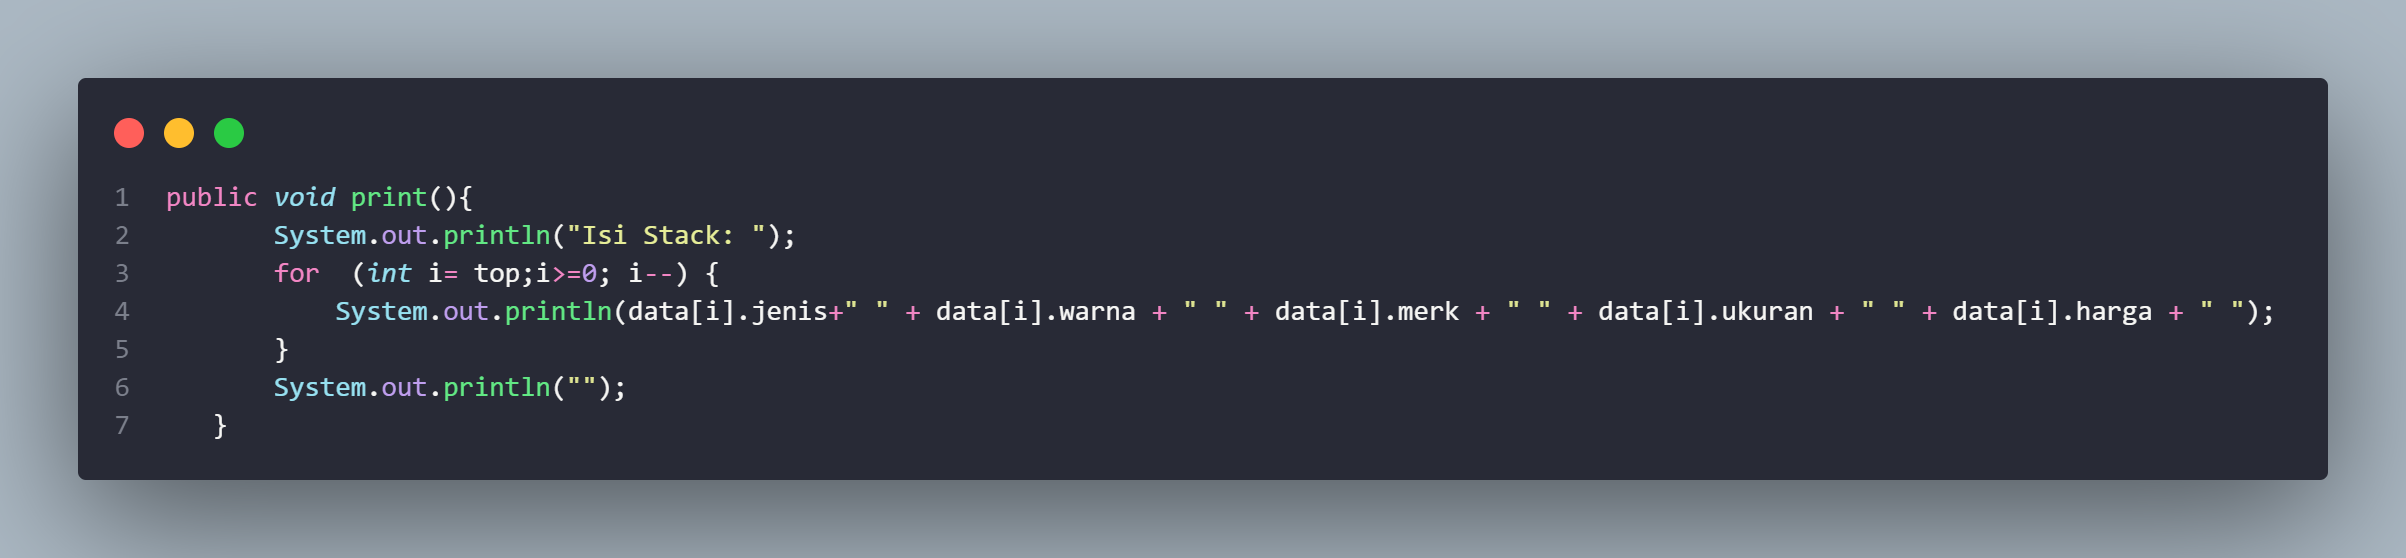 1 public void print(){
2 System.out.println("Isi Stack: ");
3 for  (int i= top;i>=0; i--) {
4 System.out.println(data[i].jenis+" " + data[i].warna + " " + data[i].merk + " " + data[i].ukuran + " " + data[i].harga + " ");
5 }
6 System.out.println("");
7 }